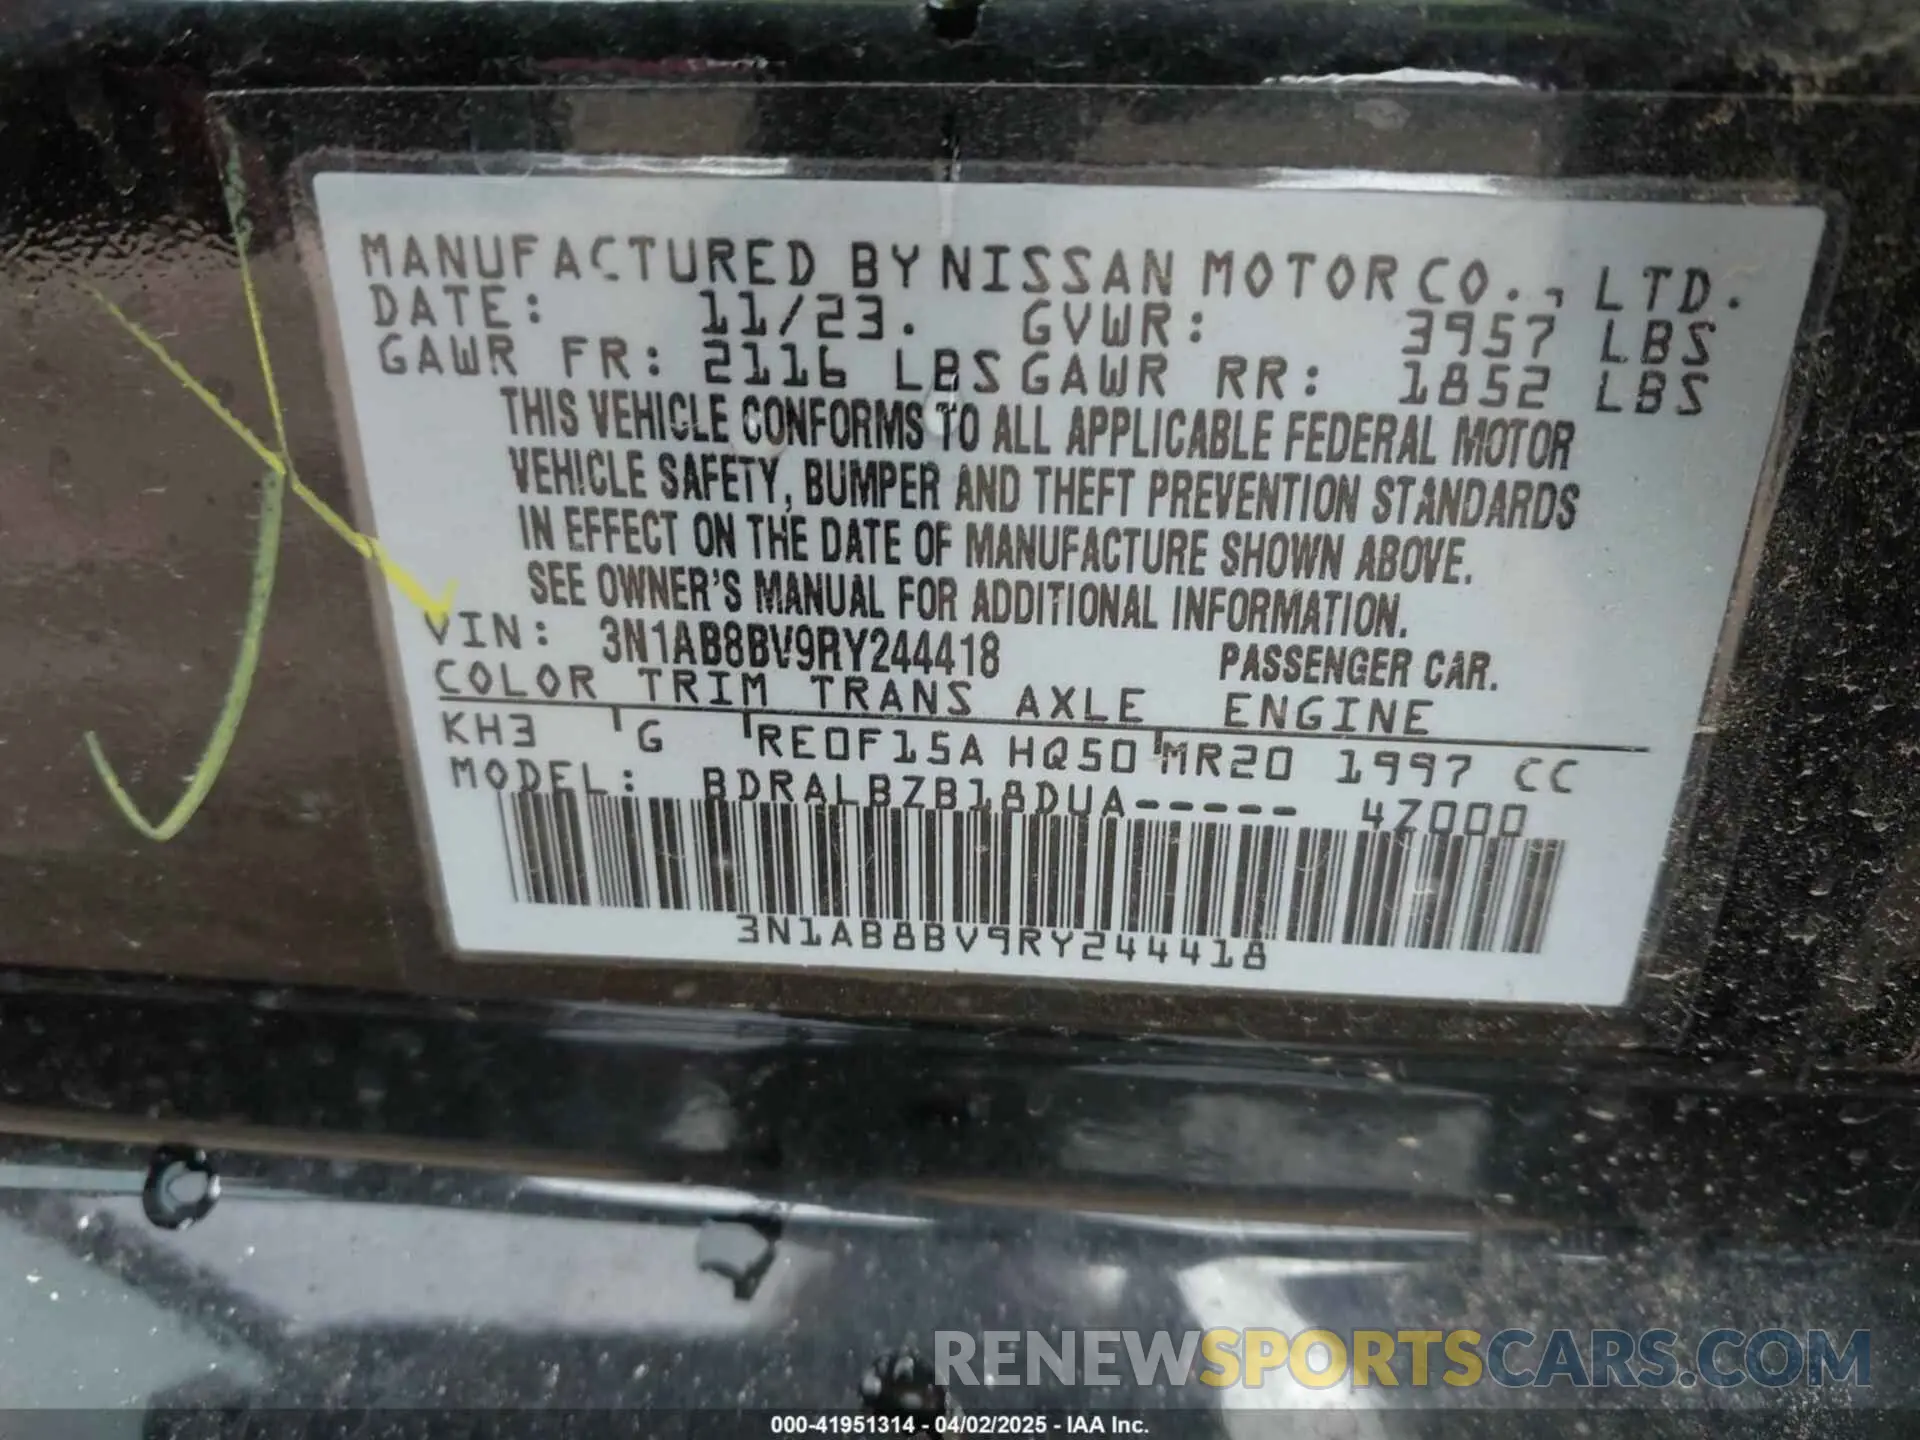 MANUFACTURED BY NISSAN MOTOR CO., LTD.
DATE: 11/23. GVWR: 3957 LBS
GAWR FR: 2116 LBS GAWR RR: 1852 LBS
THIS VEHICLE CONFORMS TO ALL APPLICABLE FEDERAL MOTOR
VEHICLE SAFETY, BUMPER AND THEFT PREVENTION STANDARDS
IN EFFECT ON THE DATE OF MANUFACTURE SHOWN ABOVE.
SEE OWNER'S MANUAL FOR ADDITIONAL INFORMATION.
VIN: 3N1AB8BV9RY244418 PASSENGER CAR.
COLOR TRIM TRANS AXLE ENGINE
KH3 G RE0F15A HQ50 MR20 1997 CC
MODEL: BDRALBZB18DUA----- 4Z000
3N1AB8BV9RY244418
RENEWSPORTSCARS.COM
000-41951314 - 04/02/2025 - IAA Inc.